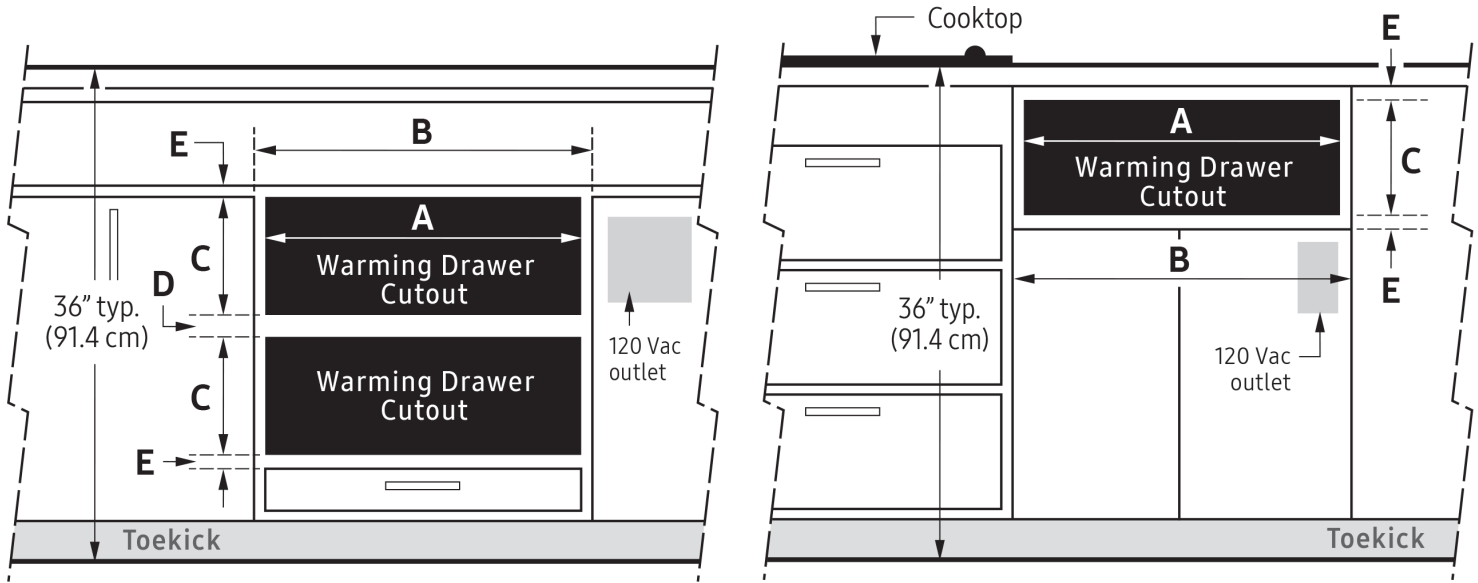 E
B
A
Warming Drawer
Cutout
C
D
36” typ.
(91.4 cm)
120 Vac
outlet
C
Warming Drawer
Cutout
E
Toekick
Cooktop
E
A
Warming Drawer
Cutout
C
B
E
36” typ.
(91.4 cm)
120 Vac
outlet
Toekick